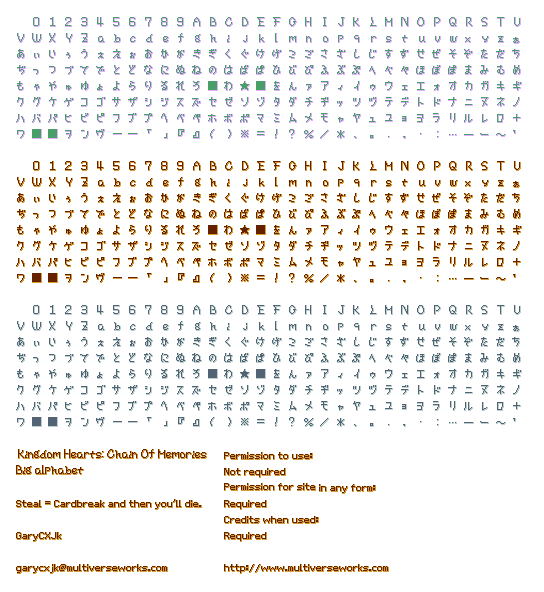 0 1 2 3 4 5 6 7 8 9 A B C D E F G H I J K L M N O P Q R S T U
V W X Y Z a b c d e f g h i j k l m n o p q r s t u v w x y z ぁ
あ ぃ い ぅ う ぇ え ぉ お か が き ぎ く ぐ け げ こ ご さ ざ し じ す ず せ ぜ そ ぞ た だ ち
ぢ っ つ づ て で と ど な に ぬ ね の は ば ぱ ひ び ぴ ふ ぶ ぷ へ べ ぺ ほ ぼ ぽ ま み む め
も ゃ や ゅ ゆ ょ よ ら り る れ ろ ■ わ ★ ■ を ん ァ ア ィ イ ゥ ウ ェ エ ォ オ カ ガ キ ギ
ク グ ケ ゲ コ ゴ サ ザ シ ジ ス ズ セ ゼ ソ ゾ タ ダ チ ヂ ッ ツ ヅ テ デ ト ド ナ ニ ヌ ネ ノ
ハ バ パ ヒ ビ ピ フ ブ プ ヘ ベ ペ ホ ボ ポ マ ミ ム メ モ ャ ヤ ュ ユ ョ ヨ ラ リ ル レ ロ +
ワ ■ ■ ヲ ン ヴ ー — 「 」 『 』 ( ) ※ = ! ? % / * 、 。 . , ・ : … — ー ～ '
0 1 2 3 4 5 6 7 8 9 A B C D E F G H I J K L M N O P Q R S T U
V W X Y Z a b c d e f g h i j k l m n o p q r s t u v w x y z ぁ
あ ぃ い ぅ う ぇ え ぉ お か が き ぎ く ぐ け げ こ ご さ ざ し じ す ず せ ぜ そ ぞ た だ ち
ぢ っ つ づ て で と ど な に ぬ ね の は ば ぱ ひ び ぴ ふ ぶ ぷ へ べ ぺ ほ ぼ ぽ ま み む め
も ゃ や ゅ ゆ ょ よ ら り る れ ろ ■ わ ★ ■ を ん ァ ア ィ イ ゥ ウ ェ エ ォ オ カ ガ キ ギ
ク グ ケ ゲ コ ゴ サ ザ シ ジ ス ズ セ ゼ ソ ゾ タ ダ チ ヂ ッ ツ ヅ テ デ ト ド ナ ニ ヌ ネ ノ
ハ バ パ ヒ ビ ピ フ ブ プ ヘ ベ ペ ホ ボ ポ マ ミ ム メ モ ャ ヤ ュ ユ ョ ヨ ラ リ ル レ ロ +
ワ ■ ■ ヲ ン ヴ ー — 「 」 『 』 ( ) ※ = ! ? % / * 、 。 . , ・ : … — ー ～ '
0 1 2 3 4 5 6 7 8 9 A B C D E F G H I J K L M N O P Q R S T U
V W X Y Z a b c d e f g h i j k l m n o p q r s t u v w x y z ぁ
あ ぃ い ぅ う ぇ え ぉ お か が き ぎ く ぐ け げ こ ご さ ざ し じ す ず せ ぜ そ ぞ た だ ち
ぢ っ つ づ て で と ど な に ぬ ね の は ば ぱ ひ び ぴ ふ ぶ ぷ へ べ ぺ ほ ぼ ぽ ま み む め
も ゃ や ゅ ゆ ょ よ ら り る れ ろ ■ わ ★ ■ を ん ァ ア ィ イ ゥ ウ ェ エ ォ オ カ ガ キ ギ
ク グ ケ ゲ コ ゴ サ ザ シ ジ ス ズ セ ゼ ソ ゾ タ ダ チ ヂ ッ ツ ヅ テ デ ト ド ナ ニ ヌ ネ ノ
ハ バ パ ヒ ビ ピ フ ブ プ ヘ ベ ペ ホ ボ ポ マ ミ ム メ モ ャ ヤ ュ ユ ョ ヨ ラ リ ル レ ロ +
ワ ■ ■ ヲ ン ヴ ー — 「 」 『 』 ( ) ※ = ! ? % / * 、 。 . , ・ : … — ー ～ '
Kingdom Hearts: Chain Of Memories
Big alphabet
Steal = Cardbreak and then you'll die.
GaryCXJk
garycxjk@multiverseworks.com
Permission to use:
Not required
Permission for site in any form:
Required
Credits when used:
Required
http://www.multiverseworks.com